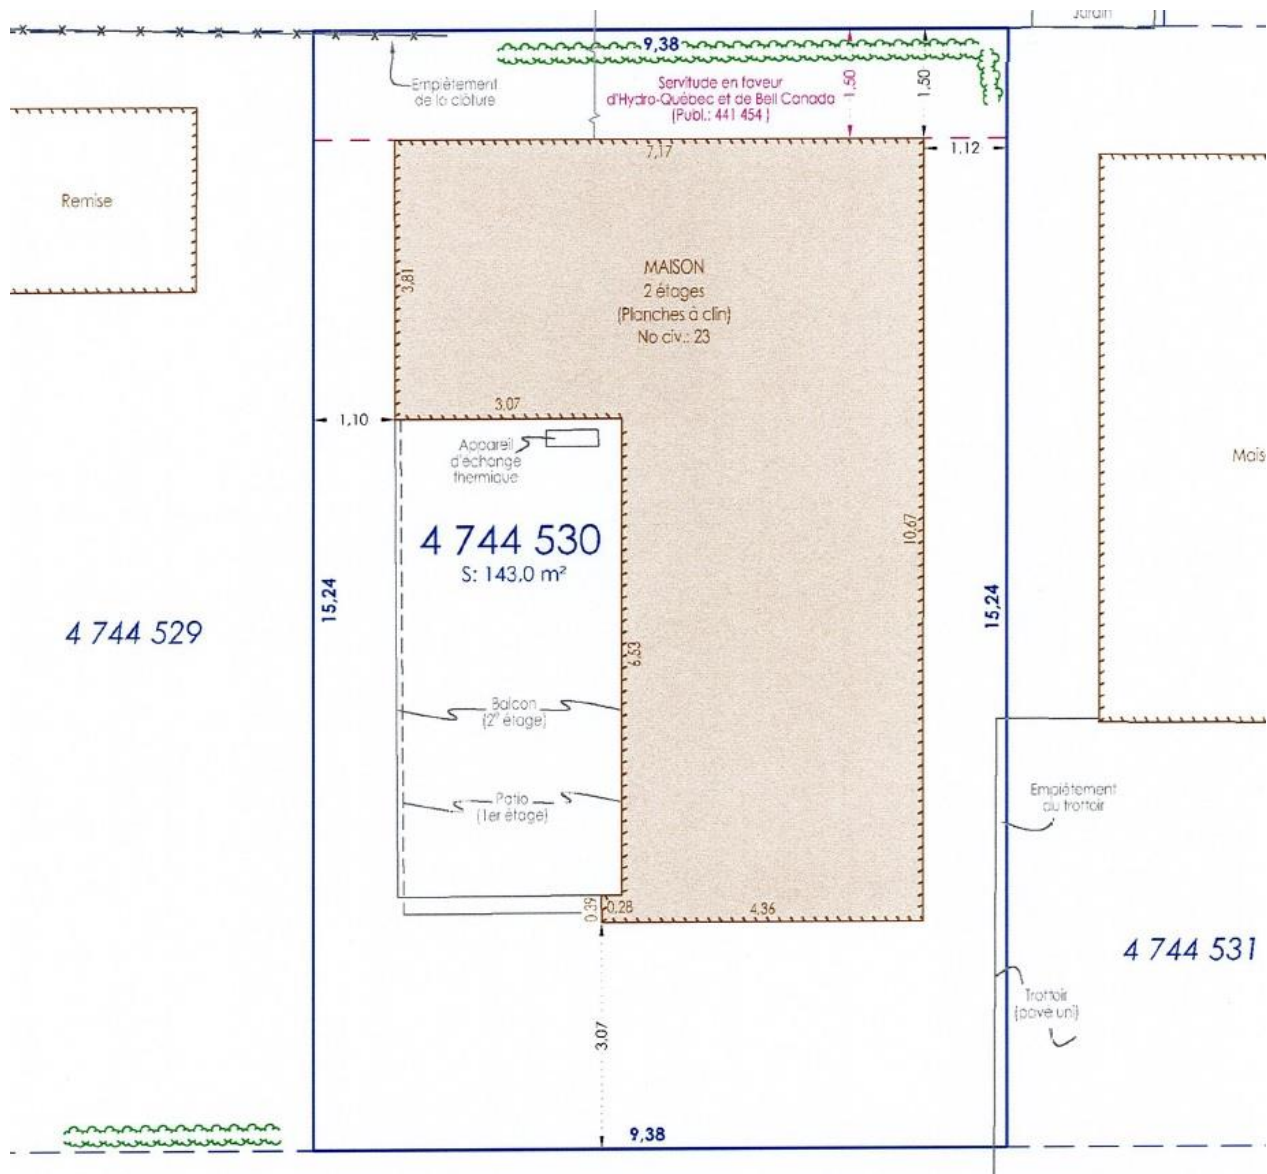 Jardin
9,38
Empiètement
de la clôture
Servitude en faveur
d'Hydro-Québec et de Bell Canada
(Publ.: 441 454 )
1,50
1,50
7,17
1,12
Remise
3,81
MAISON
2 étages
(Planches à clin)
No civ.: 23
3,07
1,10
Appareil
d'échange
thermique
Mais
4 744 530
S: 143,0 m²
10,67
15,24
15,24
4 744 529
6,53
Balcon
(2e étage)
Patio
(1er étage)
Empiètement
du trottoir
0,39
0,28
4,36
4 744 531
Trottoir
(pavé uni)
3,07
9,38